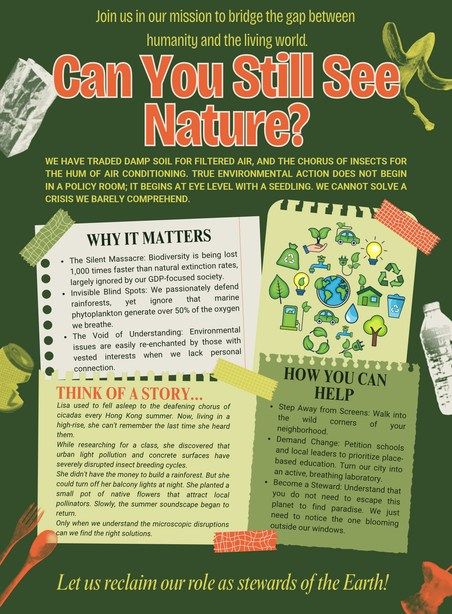 Join us in our mission to bridge the gap between
humanity and the living world.
Can You Still See
Nature?
WE HAVE TRADED DAMP SOIL FOR FILTERED AIR, AND THE CHORUS OF INSECTS FOR
THE HUM OF AIR CONDITIONING. TRUE ENVIRONMENTAL ACTION DOES NOT BEGIN
IN A POLICY ROOM; IT BEGINS AT EYE LEVEL WITH A SEEDLING. WE CANNOT SOLVE A
CRISIS WE BARELY COMPREHEND.
WHY IT MATTERS
• The Silent Massacre: Biodiversity is being lost
1,000 times faster than natural extinction rates,
largely ignored by our GDP-focused society.
• Invisible Blind Spots: We passionately defend
rainforests, yet ignore that marine
phytoplankton generate over 50% of the oxygen
we breathe.
• The Void of Understanding: Environmental
issues are easily re-enchanted by those with
vested interests when we lack personal
connection.
THINK OF A STORY...
Lisa used to fell asleep to the deafening chorus of
cicadas every Hong Kong summer. Now, living in a
high-rise, she can't remember the last time she heard
them.
While researching for a class, she discovered that
urban light pollution and concrete surfaces have
severely disrupted insect breeding cycles.
She didn't have the money to build a rainforest. But she
could turn off her balcony lights at night. She planted a
small pot of native flowers that attract local
pollinators. Slowly, the summer soundscape began to
return.
Only when we understand the microscopic disruptions
can we find the right solutions.
HOW YOU CAN
HELP
• Step Away from Screens: Walk into
the wild corners of your
neighborhood.
• Demand Change: Petition schools
and local leaders to prioritize place-
based education. Turn our city into
an active, breathing laboratory.
• Become a Steward: Understand that
you do not need to escape this
planet to find paradise. We just
need to notice the one blooming
outside our windows.
Let us reclaim our role as stewards of the Earth!